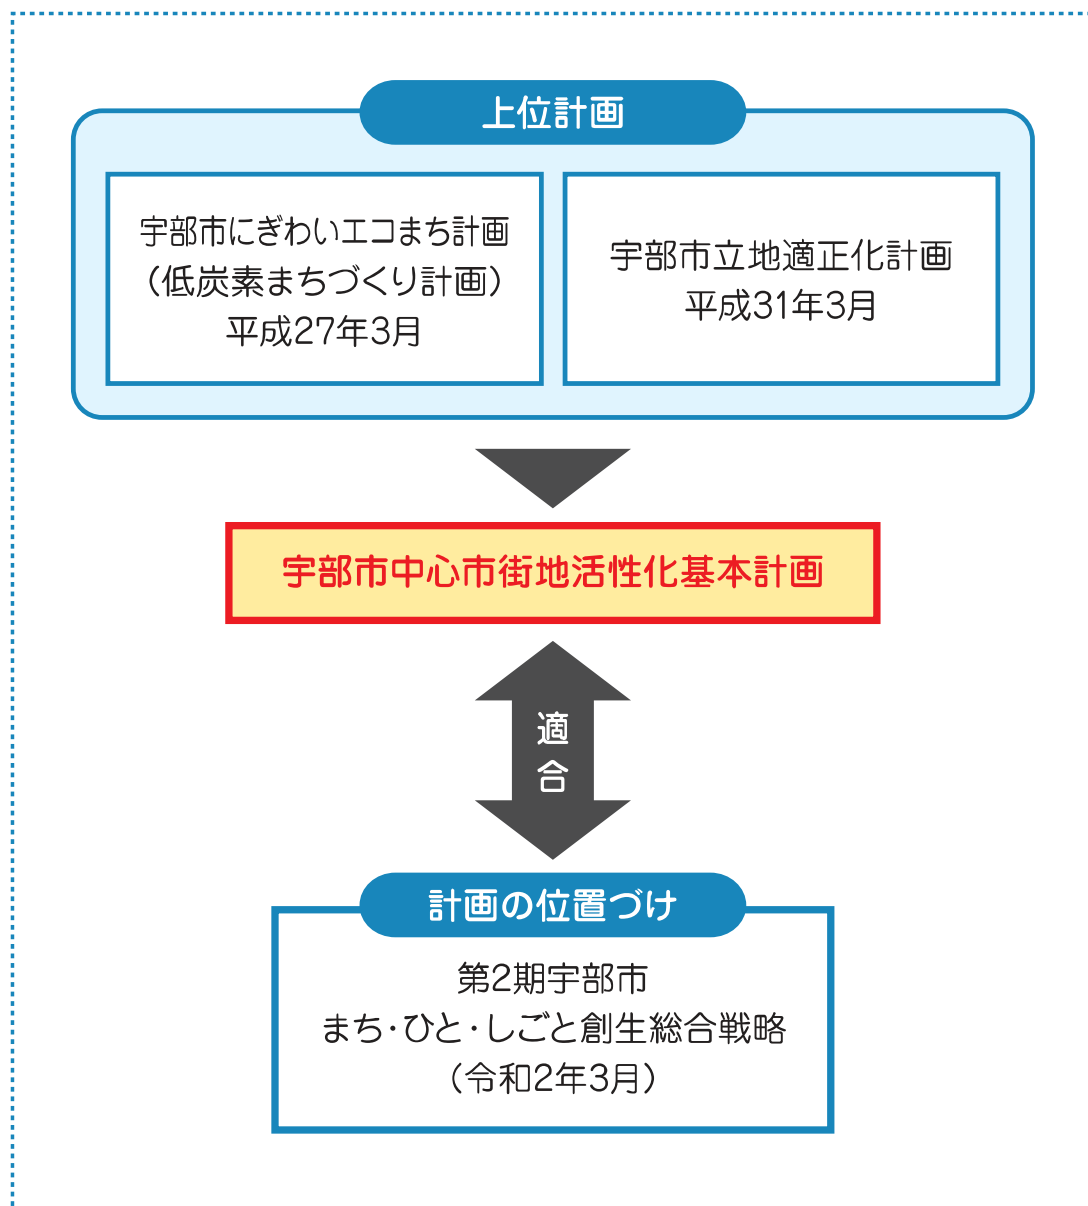 上位計画
宇部市にぎわいエコまち計画
（低炭素まちづくり計画）
平成27年3月
宇部市立地適正化計画
平成31年3月
宇部市中心市街地活性化基本計画
適
合
計画の位置づけ
第2期宇部市
まち・ひと・しごと創生総合戦略
（令和2年3月）